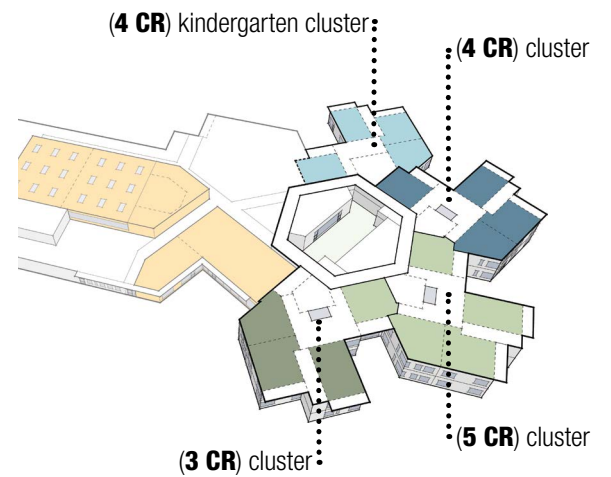 (4 CR) kindergarten cluster
(4 CR) cluster
(5 CR) cluster
(3 CR) cluster